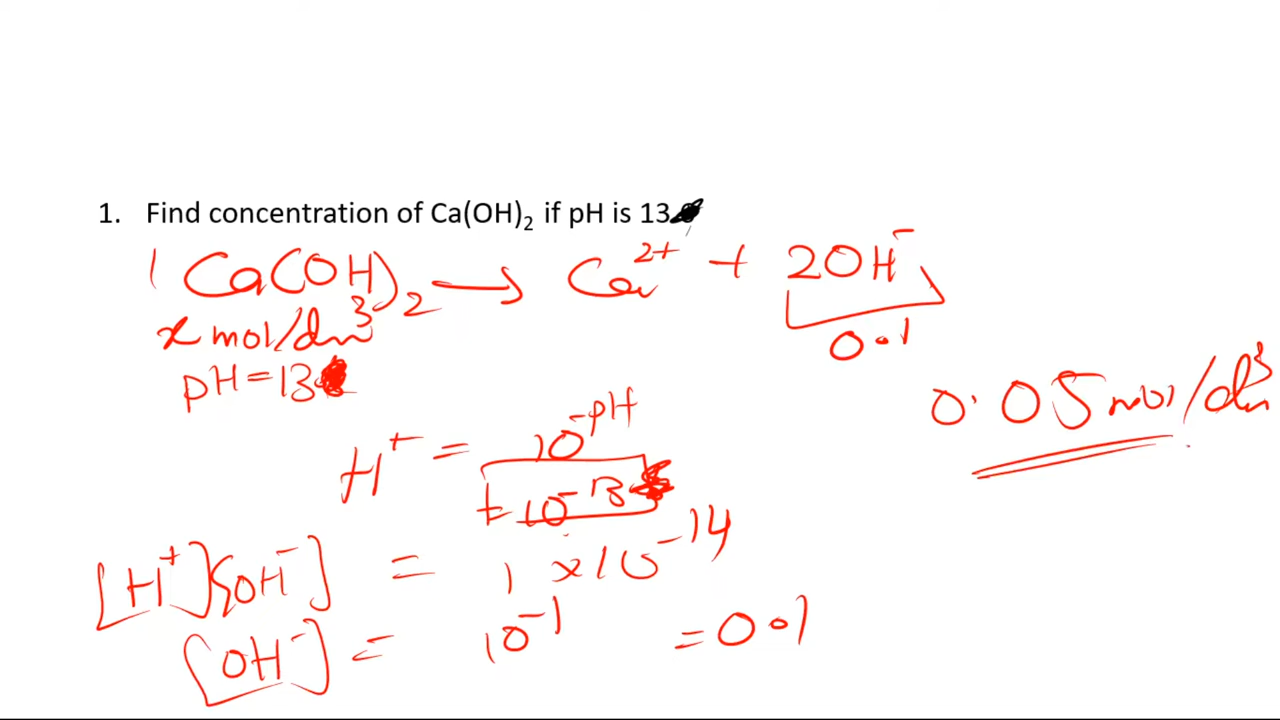 1. Find concentration of Ca(OH)₂ if pH is 13
Ca(OH)₂ → Ca²⁺ + 2OH⁻
x mol/dm³
0.1
pH = 13
0.05 mol/dm³
H⁺ = 10^-pH
= 10^-13
[H⁺][OH⁻] = 1 × 10^-14
[OH⁻] = 10^-1 = 0.1